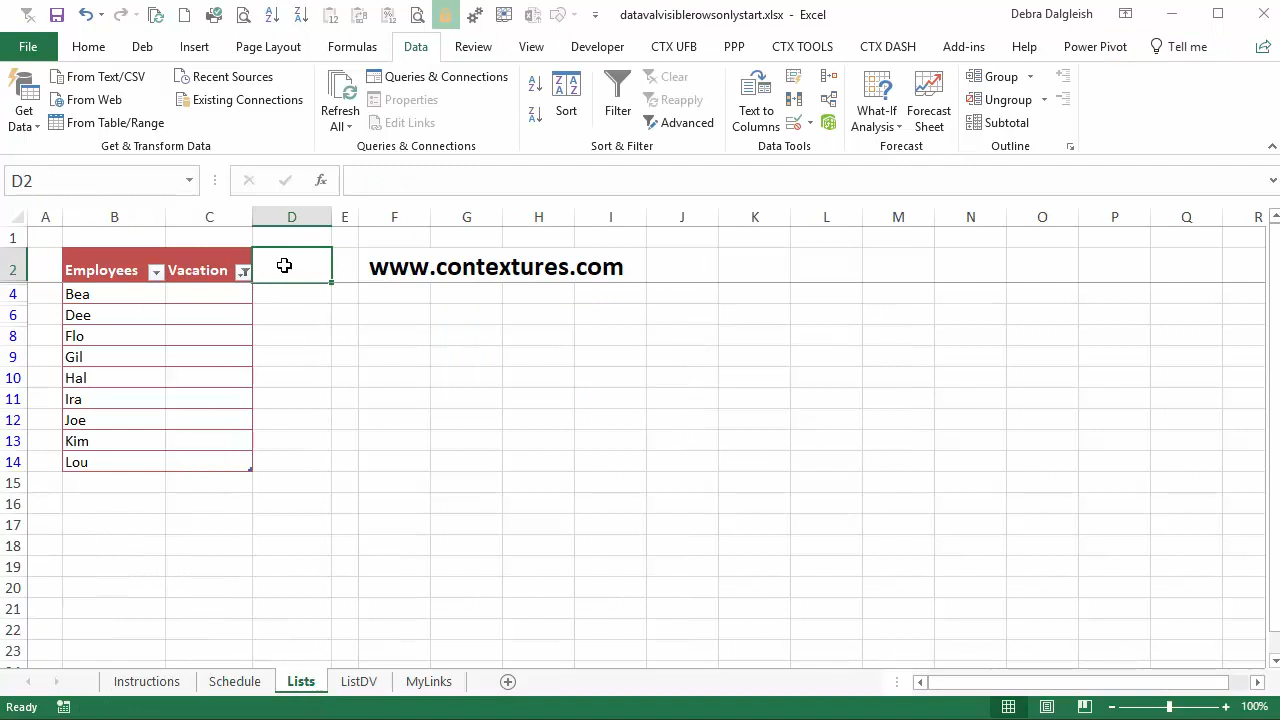 datavalvisiblerowsonlystart.xlsx - Excel
Debra Dalgleish
File Home Deb Insert Page Layout Formulas Data Review View Developer CTX UFB PPP CTX TOOLS CTX DASH Add-ins Help Power Pivot Tell me
Get Data
From Text/CSV
From Web
From Table/Range
Recent Sources
Existing Connections
Get & Transform Data
Refresh All
Queries & Connections
Properties
Edit Links
Queries & Connections
Sort
Filter
Clear
Reapply
Advanced
Sort & Filter
Text to Columns
Data Tools
What-If Analysis
Forecast Sheet
Forecast
Group
Ungroup
Subtotal
Outline
D2
fx
A B C D E F G H I J K L M N O P Q R
1
2 Employees Vacation www.contextures.com
4 Bea
6 Dee
8 Flo
9 Gil
10 Hal
11 Ira
12 Joe
13 Kim
14 Lou
15
16
17
18
19
20
21
22
23
Instructions Schedule Lists ListDV MyLinks
Ready
100%